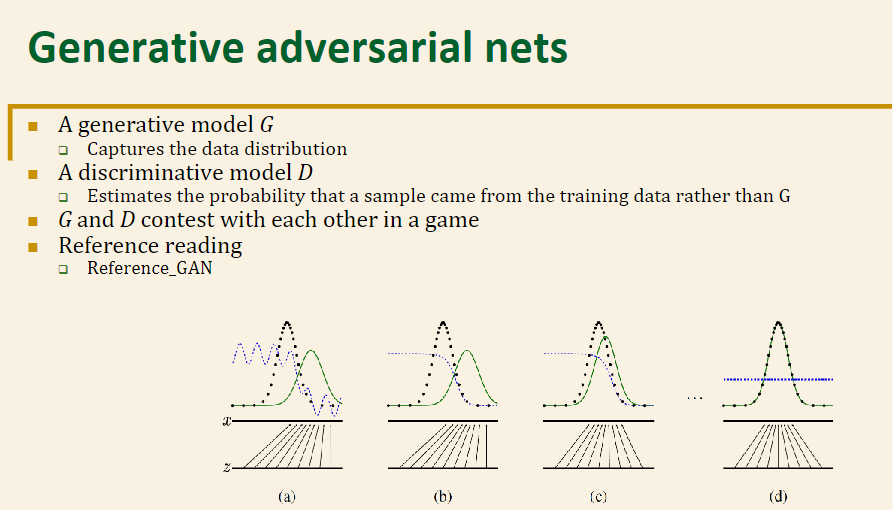 Generative adversarial nets
A generative model G
Captures the data distribution
A discriminative model D
Estimates the probability that a sample came from the training data rather than G
G and D contest with each other in a game
Reference reading
Reference_GAN
...
x
z
(a) (b) (c) (d)